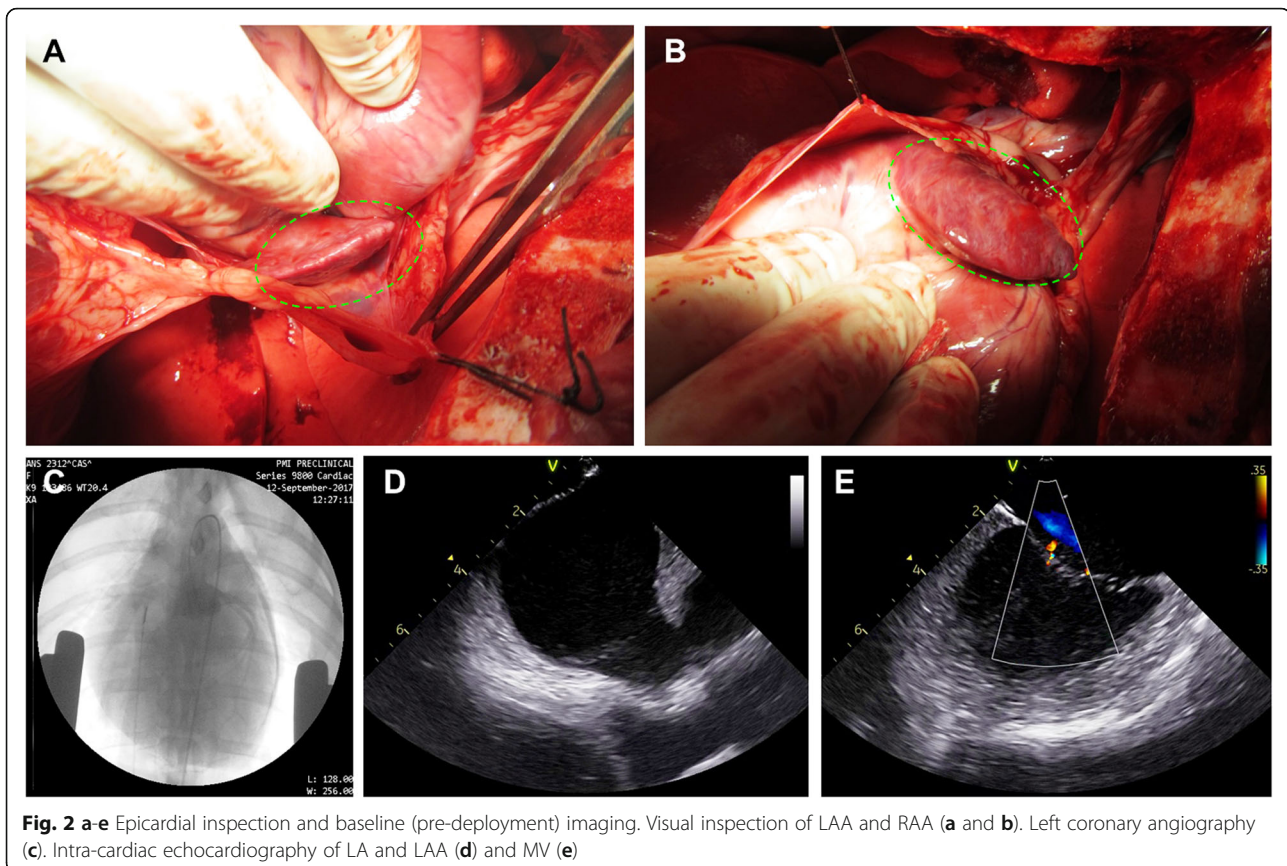 A
B
C
ANS 2312^CAS^
PMI PRECLINICAL
F
Series 9800 Cardiac
WT20.4
12-September-2017
XA
12:27:11
L: 128.00
W: 256.00
D
V
2
4
6
E
V
2
4
6
.35
-.35
Fig. 2 a-e Epicardial inspection and baseline (pre-deployment) imaging. Visual inspection of LAA and RAA (a and b). Left coronary angiography
(c). Intra-cardiac echocardiography of LA and LAA (d) and MV (e)